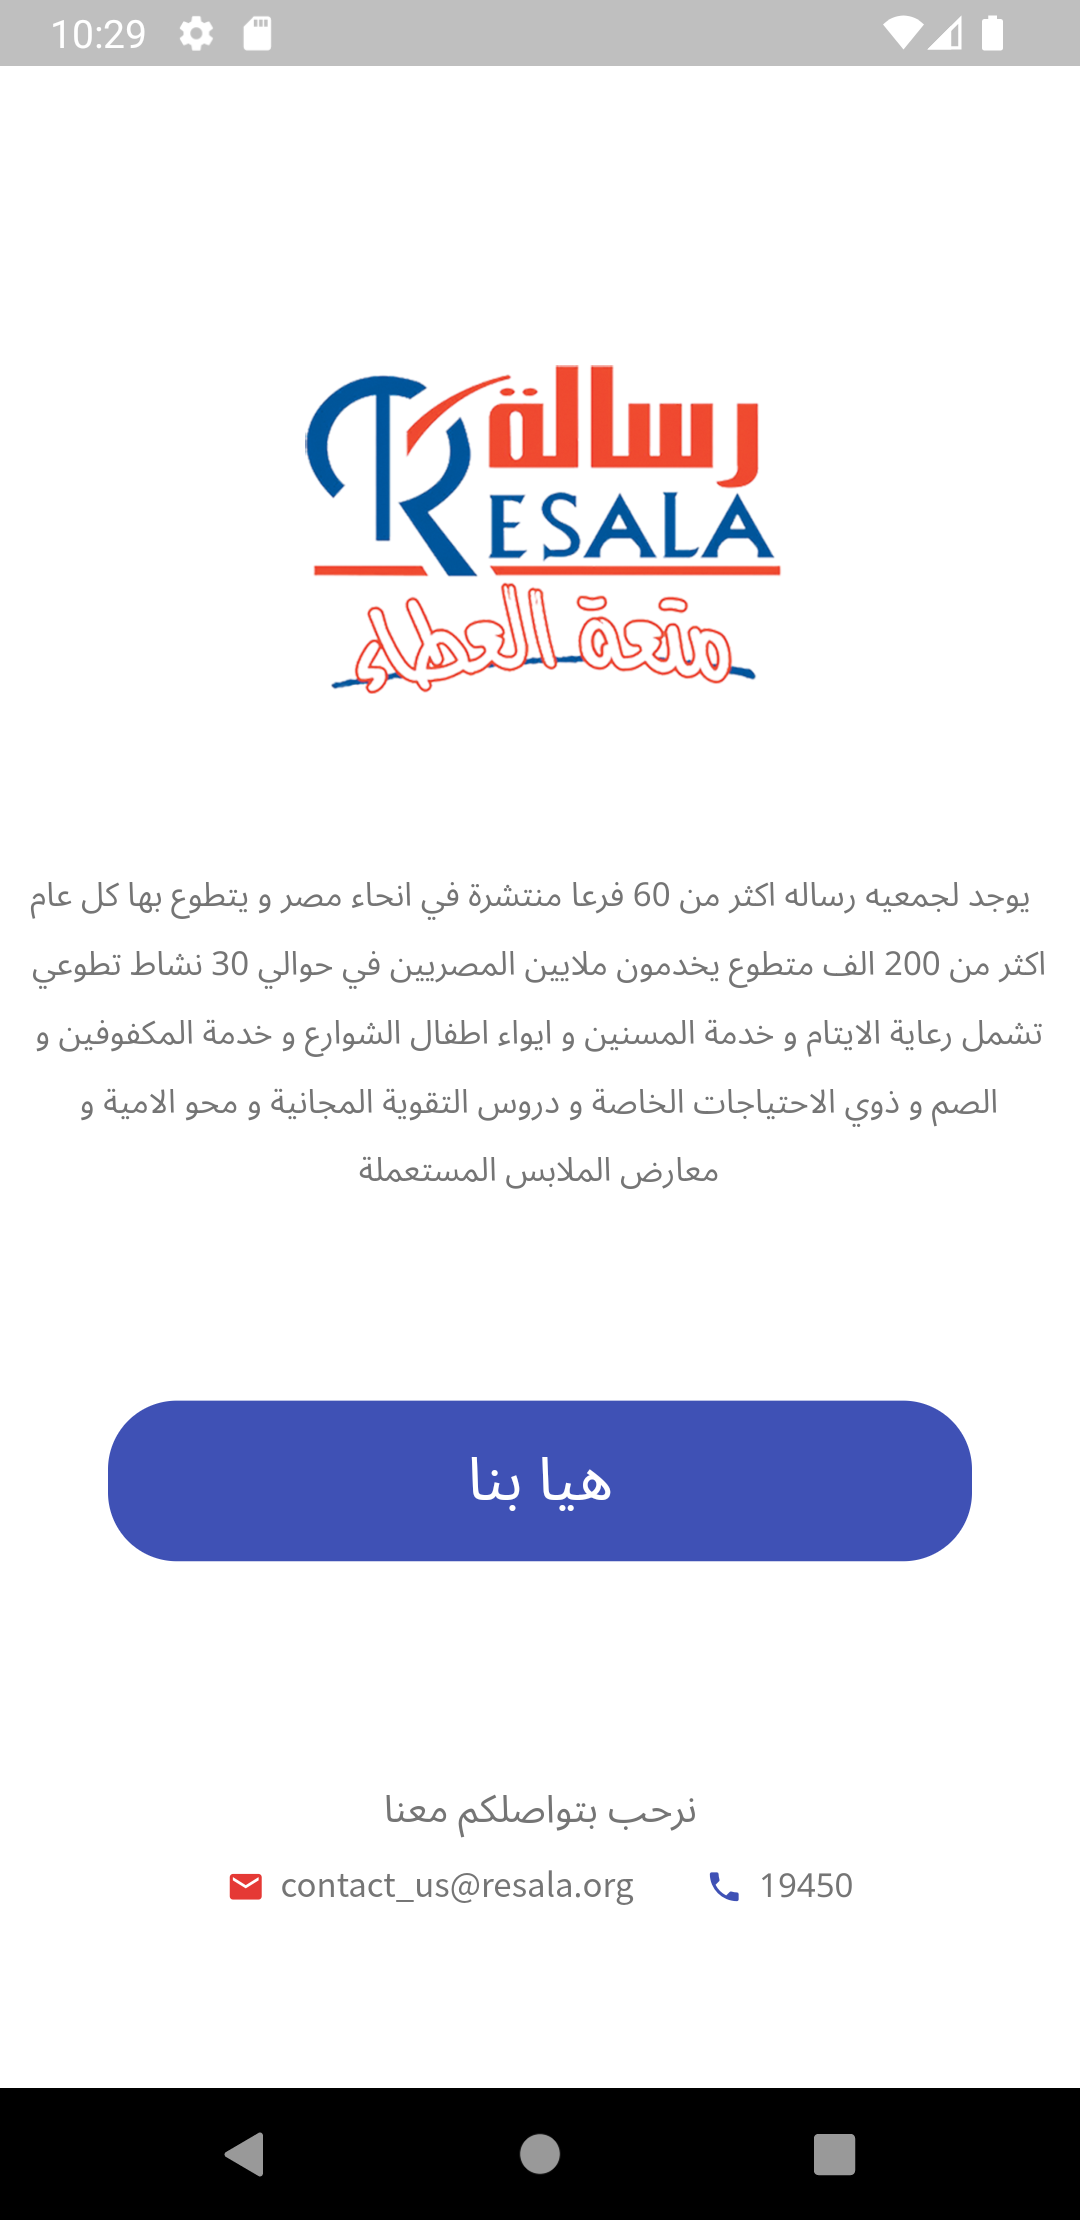 10:29
رسالة
RESALA
متعة العطاء
يوجد لجمعيه رساله اكثر من 60 فرعا منتشرة في انحاء مصر و يتطوع بها كل عام
اكثر من 200 الف متطوع يخدمون ملايين المصريين في حوالي 30 نشاط تطوعي
تشمل رعاية الايتام و خدمة المسنين و ايواء اطفال الشوارع و خدمة المكفوفين و
الصم و ذوي الاحتياجات الخاصة و دروس التقوية المجانية و محو الامية و
معارض الملابس المستعملة
هيا بنا
نرحب بتواصلكم معنا
contact_us@resala.org 19450